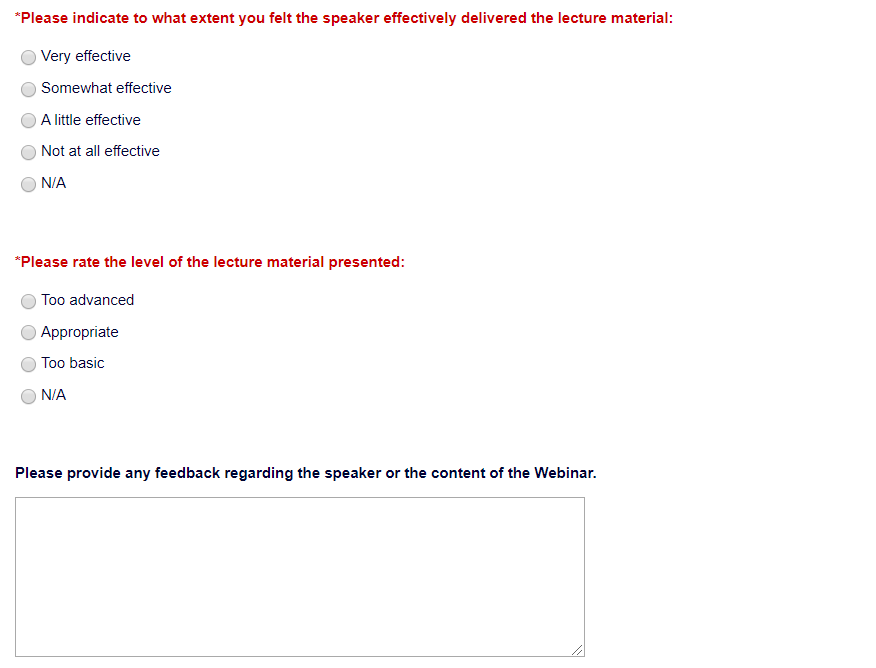 *Please indicate to what extent you felt the speaker effectively delivered the lecture material:
Very effective
Somewhat effective
A little effective
Not at all effective
N/A
*Please rate the level of the lecture material presented:
Too advanced
Appropriate
Too basic
N/A
Please provide any feedback regarding the speaker or the content of the Webinar.